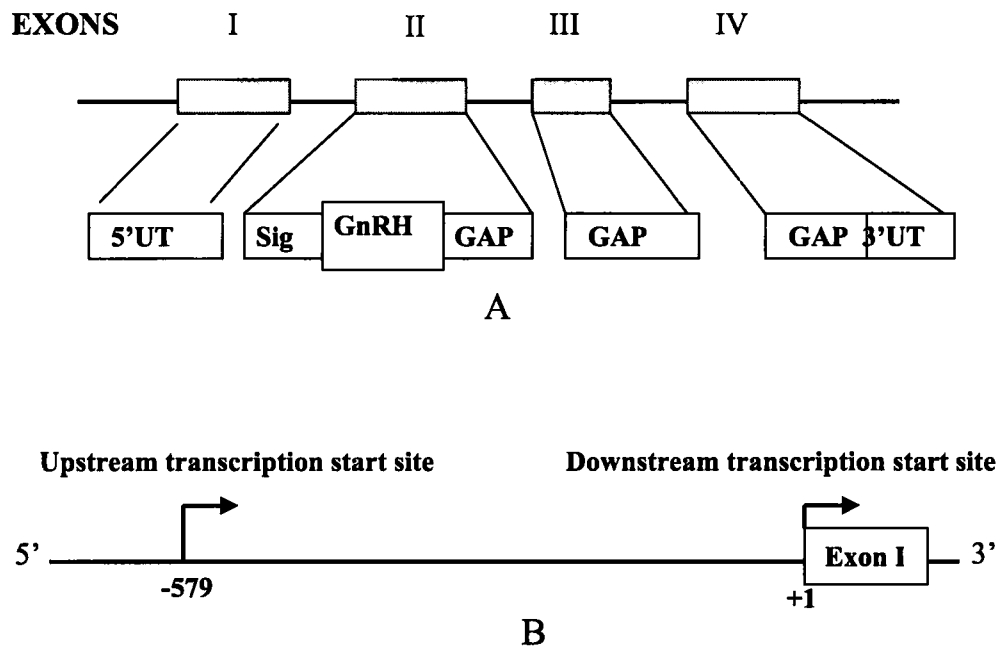 EXONS I II III IV
5'UT Sig GnRH GAP GAP GAP 3'UT
A
Upstream transcription start site Downstream transcription start site
5' Exon I 3'
-579 +1
B